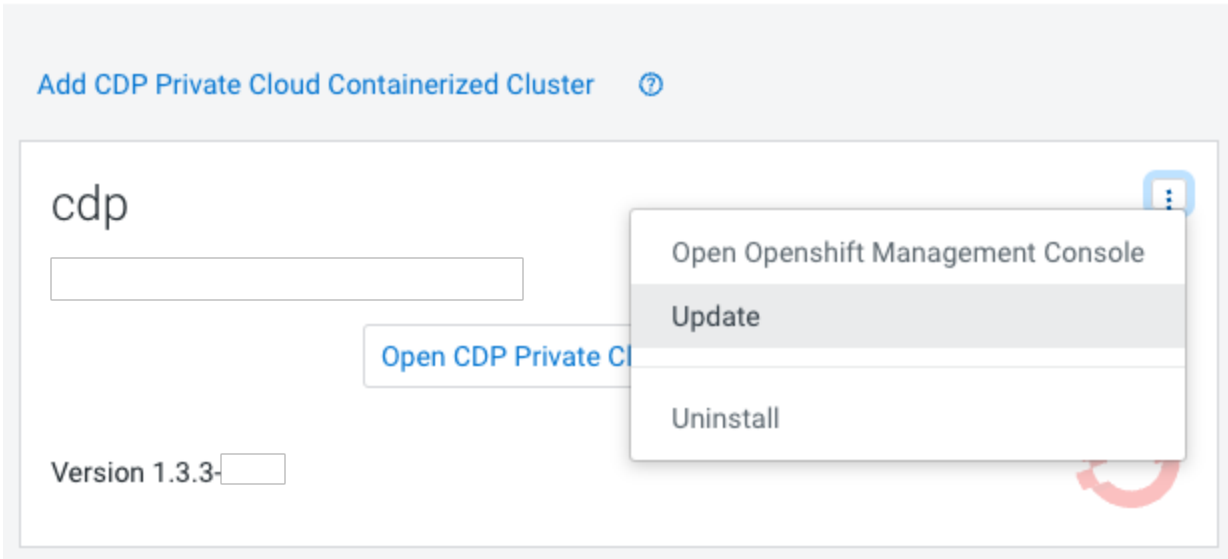 Add CDP Private Cloud Containerized Cluster
cdp
Open Openshift Management Console
Update
Open CDP Private Cl
Uninstall
Version 1.3.3-